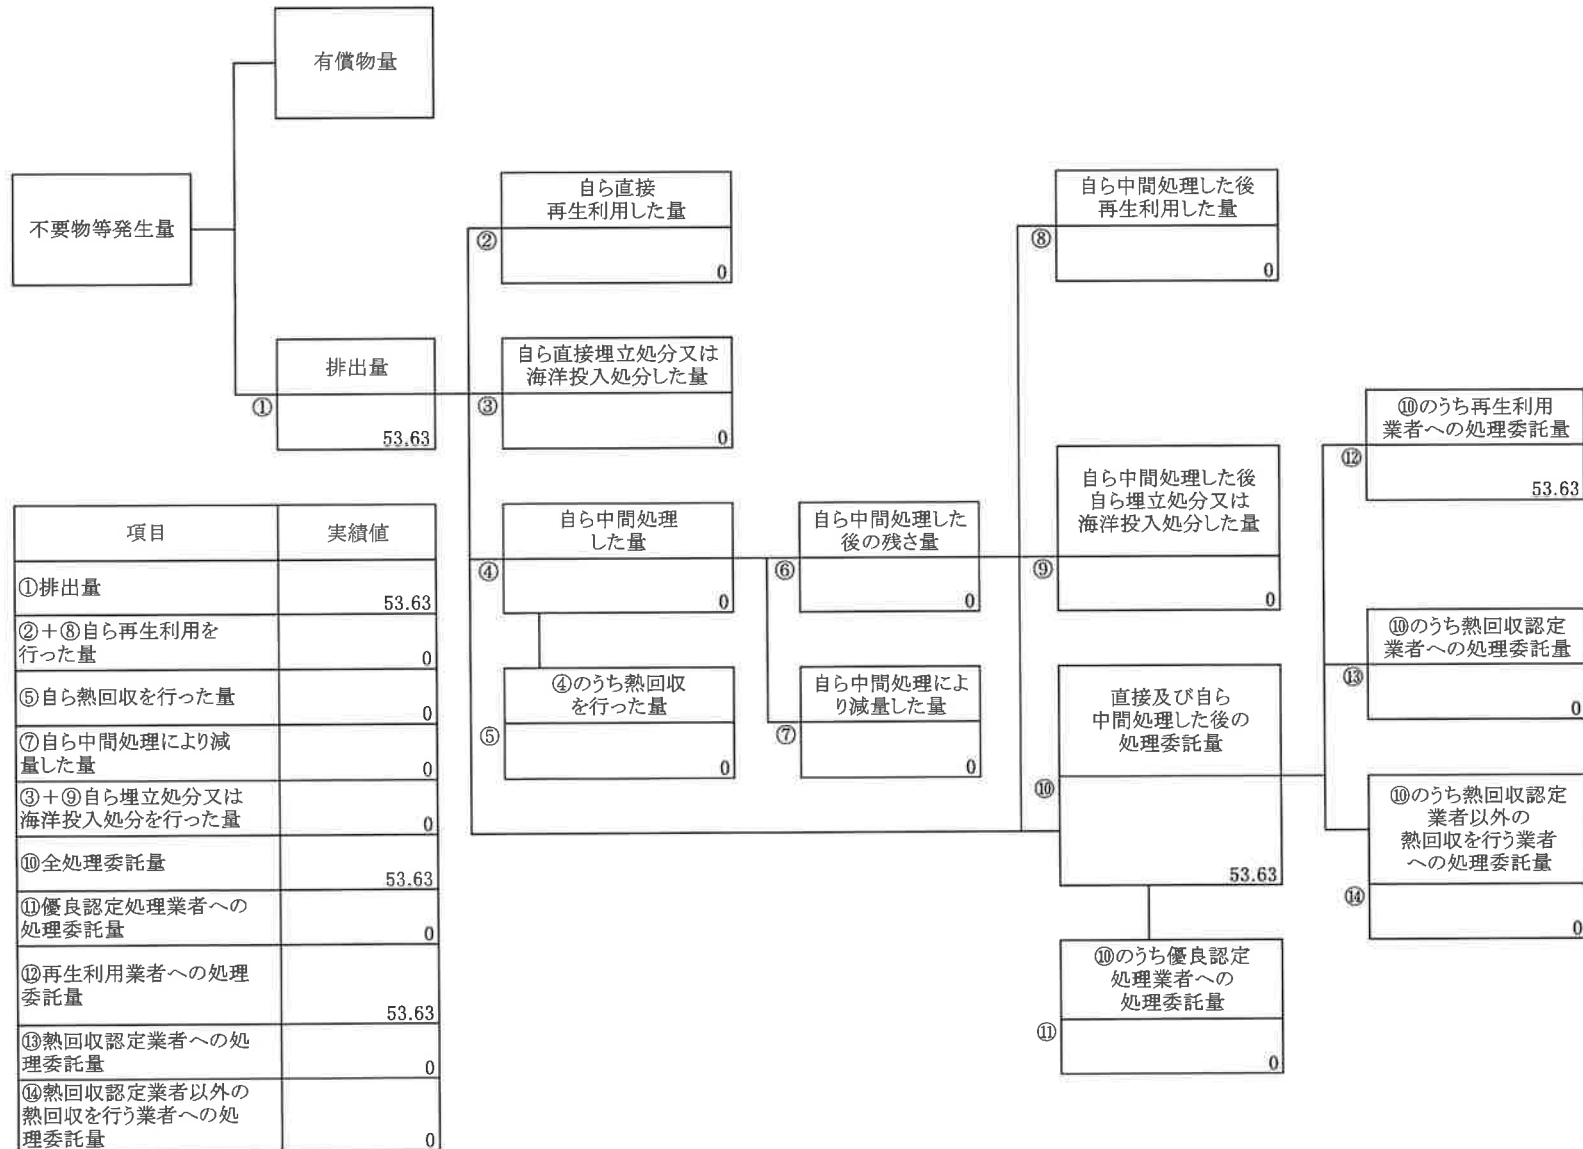 有償物量
不要物等発生量
排出量
①
53.63
自ら直接
再生利用した量
②
0
自ら直接埋立処分又は
海洋投入処分した量
③
0
自ら中間処理
した量
④
0
④のうち熱回収
を行った量
⑤
0
自ら中間処理した
後の残さ量
⑥
0
自ら中間処理によ
り減量した量
⑦
0
自ら中間処理した後
再生利用した量
⑧
0
自ら中間処理した後
自ら埋立処分又は
海洋投入処分した量
⑨
0
直接及び自ら
中間処理した後の
処理委託量
⑩
53.63
⑩のうち優良認定
処理業者への
処理委託量
⑪
0
⑩のうち再生利用
業者への処理委託量
⑫
53.63
⑩のうち熱回収認定
業者への処理委託量
⑬
0
⑩のうち熱回収認定
業者以外の
熱回収を行う業者
への処理委託量
⑭
0
項目 実績値
①排出量
53.63
②+⑧自ら再生利用を
行った量
0
⑤自ら熱回収を行った量
0
⑦自ら中間処理により減
量した量
0
③+⑨自ら埋立処分又は
海洋投入処分を行った量
0
⑩全処理委託量
53.63
⑪優良認定処理業者への
処理委託量
0
⑫再生利用業者への処理
委託量
53.63
⑬熱回収認定業者への処
理委託量
0
⑭熱回収認定業者以外の
熱回収を行う業者への処
理委託量
0